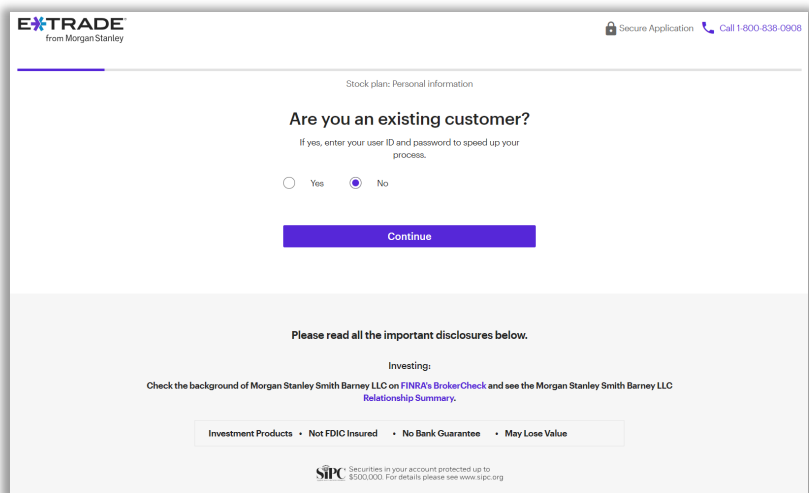 E*TRADE
from Morgan Stanley
Secure Application Call 1-800-838-0908
Stock plan: Personal information
Are you an existing customer?
If yes, enter your user ID and password to speed up your
process.
Yes No
Continue
Please read all the important disclosures below.
Investing:
Check the background of Morgan Stanley Smith Barney LLC on FINRA's BrokerCheck and see the Morgan Stanley Smith Barney LLC
Relationship Summary.
Investment Products • Not FDIC Insured • No Bank Guarantee • May Lose Value
SIPC Securities in your account protected up to
$500,000. For details please see www.sipc.org